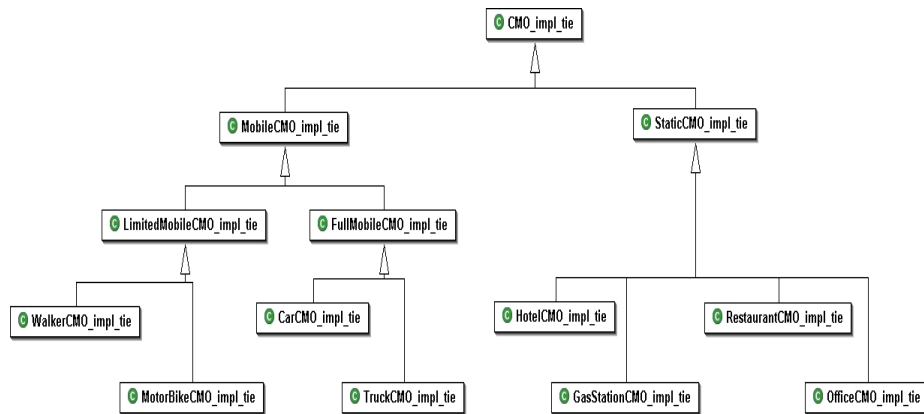 CMO_impl_tie
MobileCMO_impl_tie
StaticCMO_impl_tie
LimitedMobileCMO_impl_tie
FullMobileCMO_impl_tie
WalkerCMO_impl_tie
CarCMO_impl_tie
HotelCMO_impl_tie
RestaurantCMO_impl_tie
MotorBikeCMO_impl_tie
TruckCMO_impl_tie
GasStationCMO_impl_tie
OfficeCMO_impl_tie